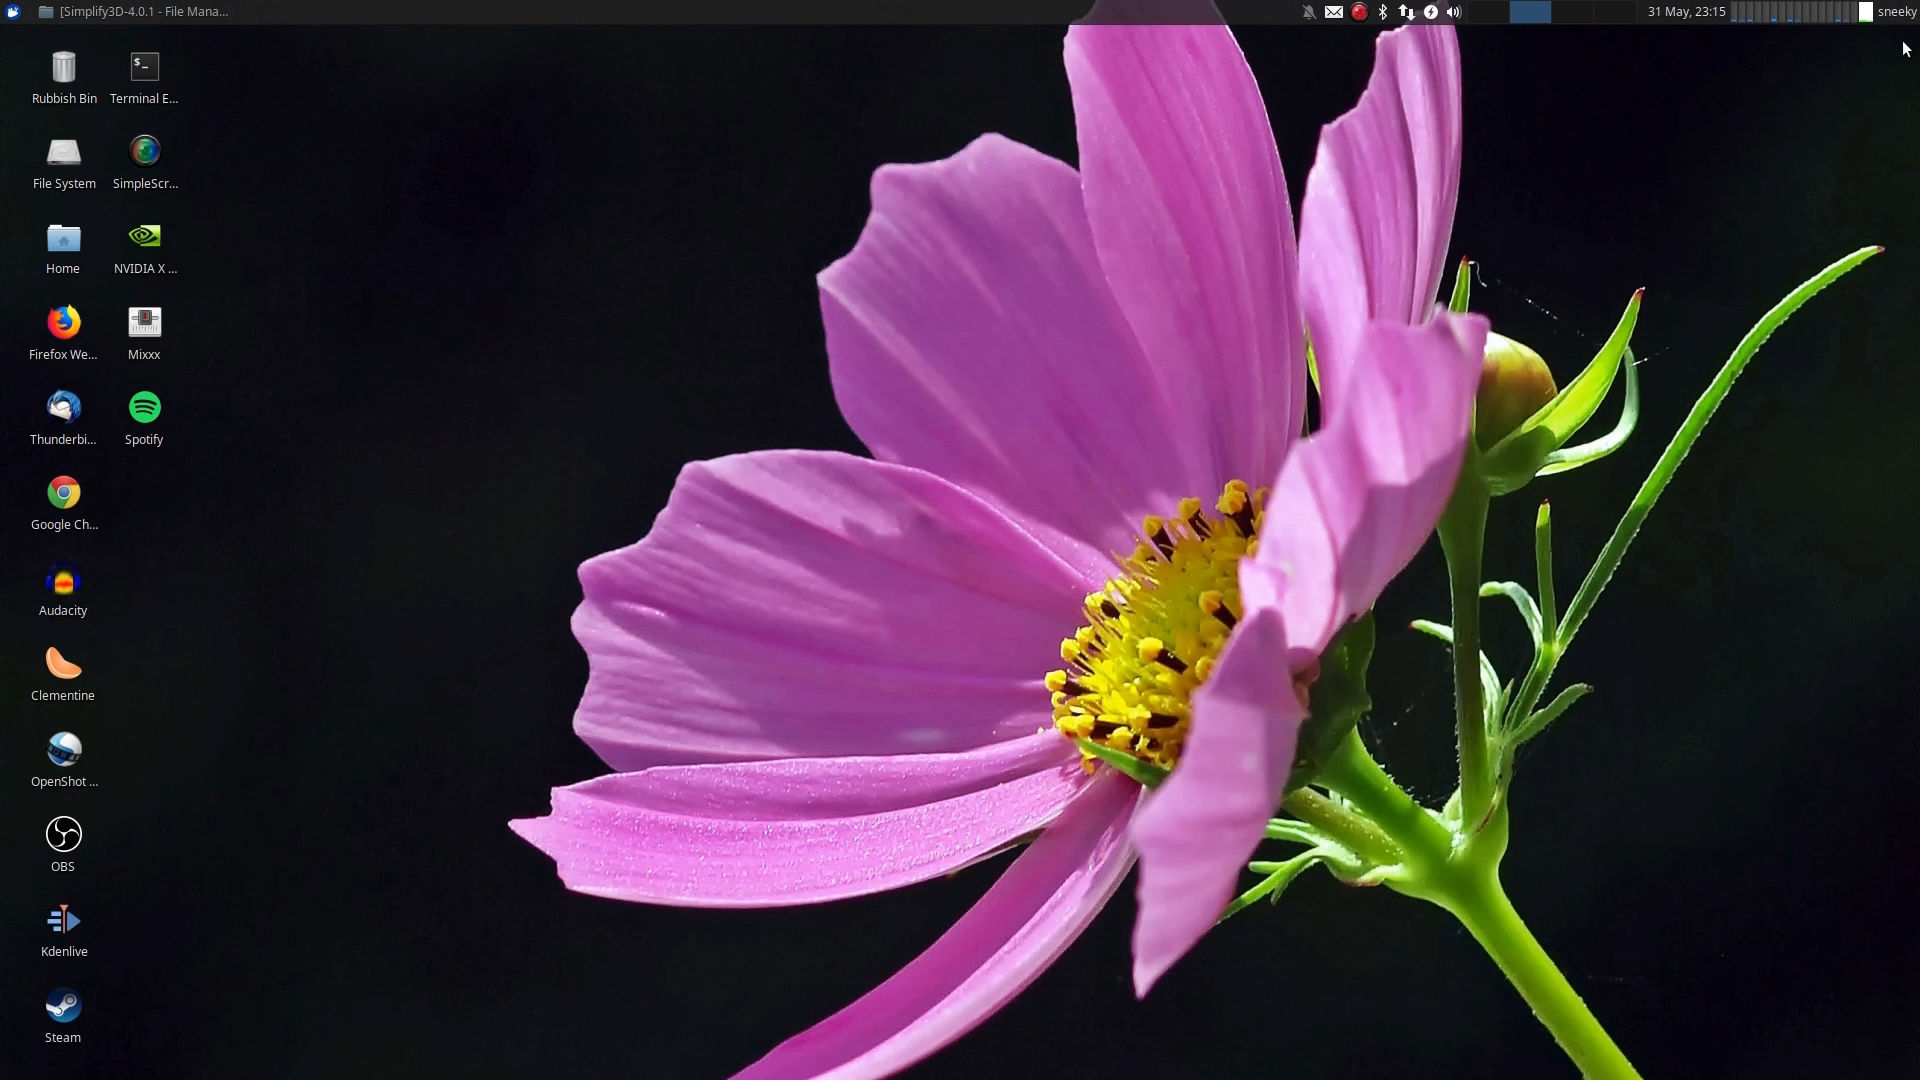 [Simplify3D-4.0.1 - File Mana...
31 May, 23:15
sneeky
Rubbish Bin
Terminal E...
File System
SimpleScr...
Home
NVIDIA X ...
Firefox We...
Mixxx
Thunderbi...
Spotify
Google Ch...
Audacity
Clementine
OpenShot ...
OBS
Kdenlive
Steam